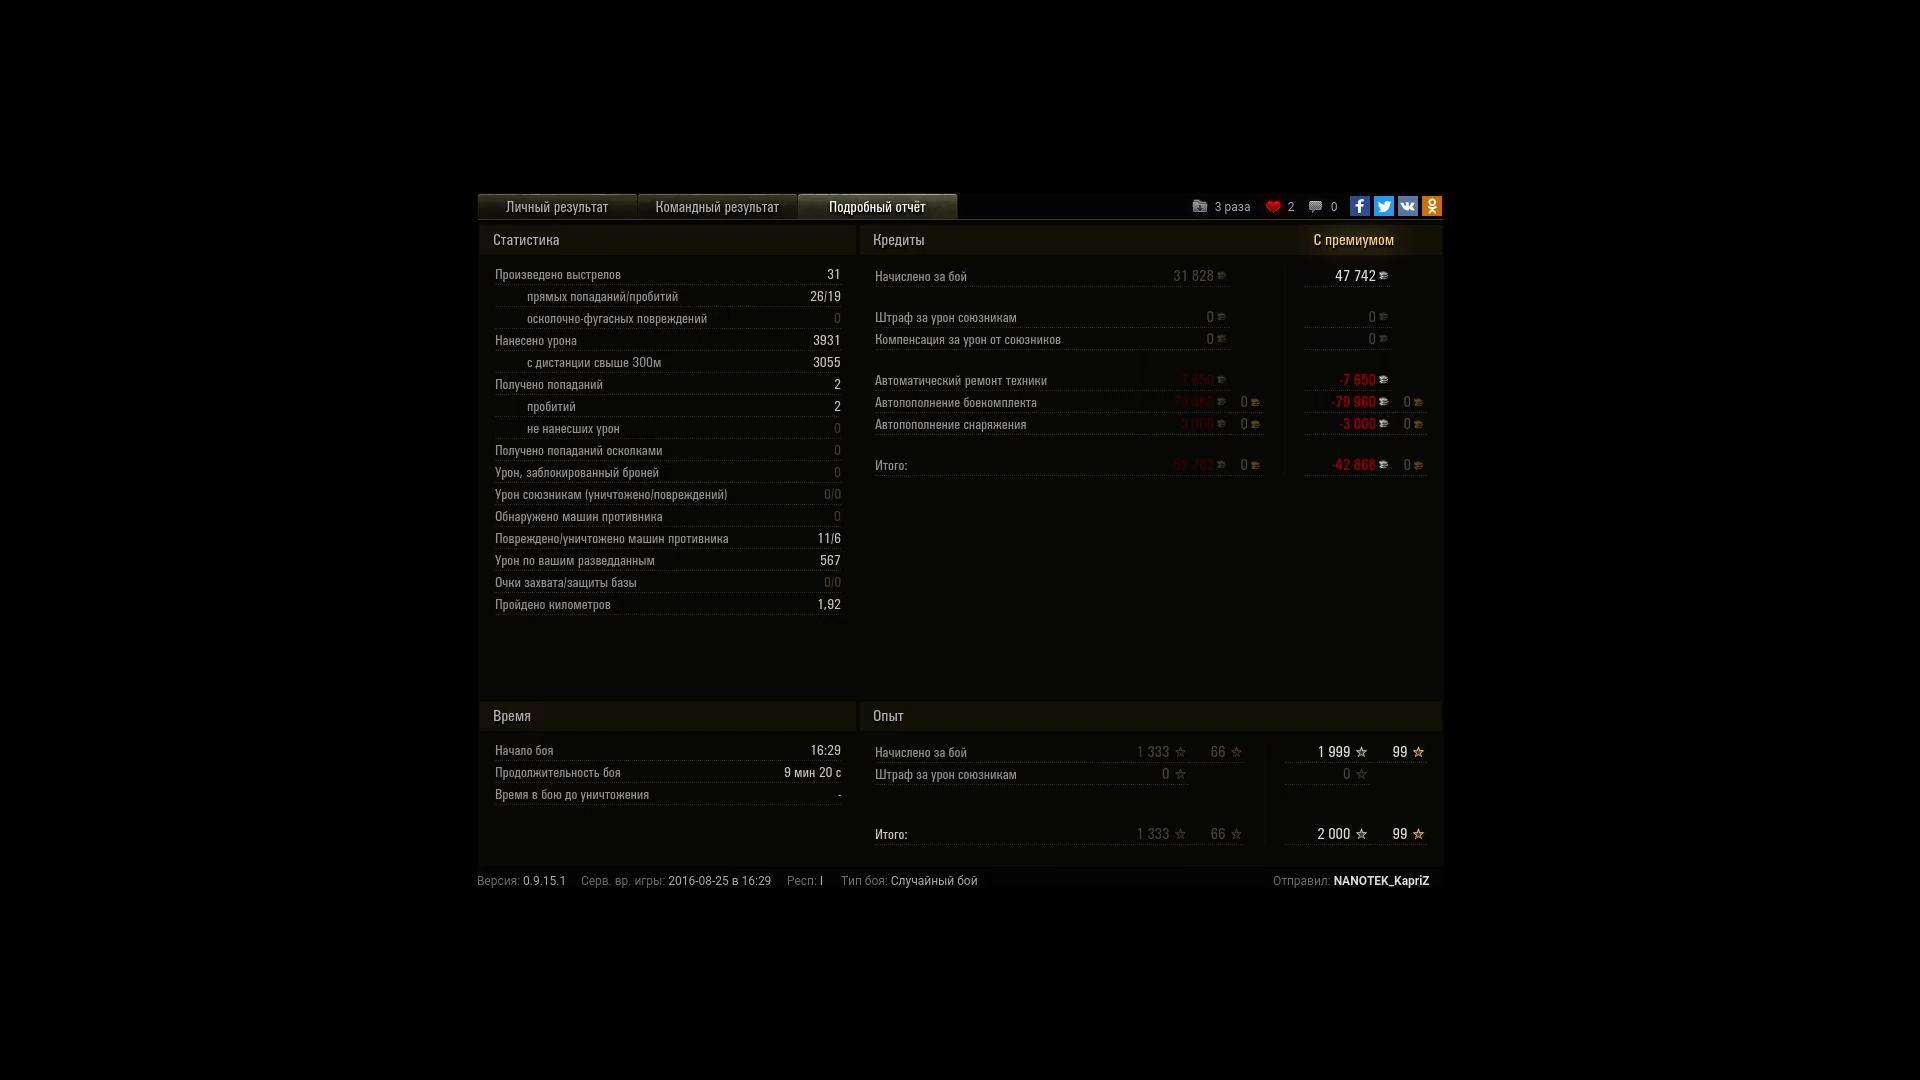 Личный результат Командный результат Подробный отчёт 3 раза 2 0
Статистика
Произведено выстрелов 31
прямых попаданий/пробитий 26/19
осколочно-фугасных повреждений 0
Нанесено урона 3931
с дистанции свыше 300м 3055
Получено попаданий 2
пробитий 2
не нанесших урон 0
Получено попаданий осколками 0
Урон, заблокированный броней 0
Урон союзникам (уничтожено/повреждений) 0/0
Обнаружено машин противника 0
Повреждено/уничтожено машин противника 11/6
Урон по вашим разведданным 567
Очки захвата/защиты базы 0/0
Пройдено километров 1,92
Кредиты С премиумом
Начислено за бой 31 828 47 742
Штраф за урон союзникам 0 0
Компенсация за урон от союзников 0 0
Автоматический ремонт техники -7 650
Автопополнение боекомплекта 0 -79 960 0
Автопополнение снаряжения 0 -3 000 0
Итого: 0 -42 868 0
Время
Начало боя 16:29
Продолжительность боя 9 мин 20 с
Время в бою до уничтожения -
Опыт
Начислено за бой 1 333 66 1 999 99
Штраф за урон союзникам 0 0
Итого: 1 333 66 2 000 99
Версия: 0.9.15.1 Серв. вр. игры: 2016-08-25 в 16:29 Респ: I Тип боя: Случайный бой Отправил: NANOTEK_KapriZ